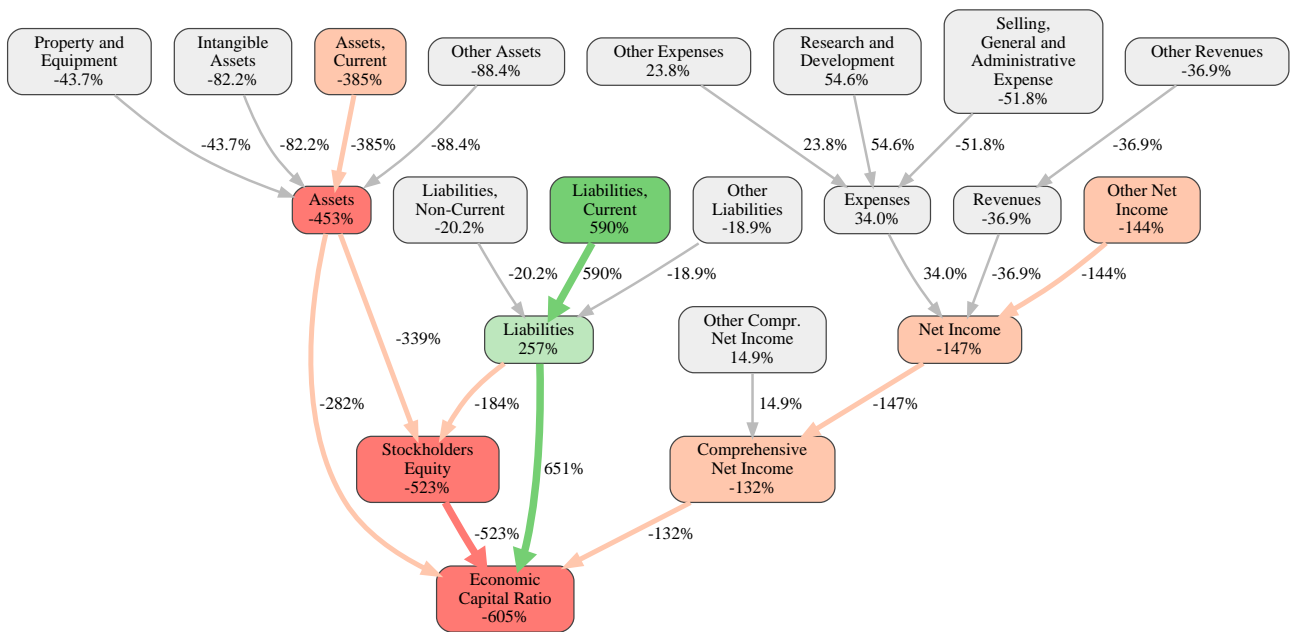 Property and
Equipment
-43.7%
Intangible
Assets
-82.2%
Assets,
Current
-385%
Other Assets
-88.4%
Other Expenses
23.8%
Research and
Development
54.6%
Selling,
General and
Administrative
Expense
-51.8%
Other Revenues
-36.9%
-43.7%
-82.2%
-385%
-88.4%
23.8%
54.6%
-51.8%
-36.9%
Assets
-453%
Liabilities,
Non-Current
-20.2%
Liabilities,
Current
590%
Other
Liabilities
-18.9%
Expenses
34.0%
Revenues
-36.9%
Other Net
Income
-144%
-20.2%
590%
-18.9%
34.0%
-36.9%
-144%
-339%
Liabilities
257%
Other Compr.
Net Income
14.9%
Net Income
-147%
-282%
-184%
14.9%
-147%
Stockholders
Equity
-523%
651%
Comprehensive
Net Income
-132%
-523%
-132%
Economic
Capital Ratio
-605%